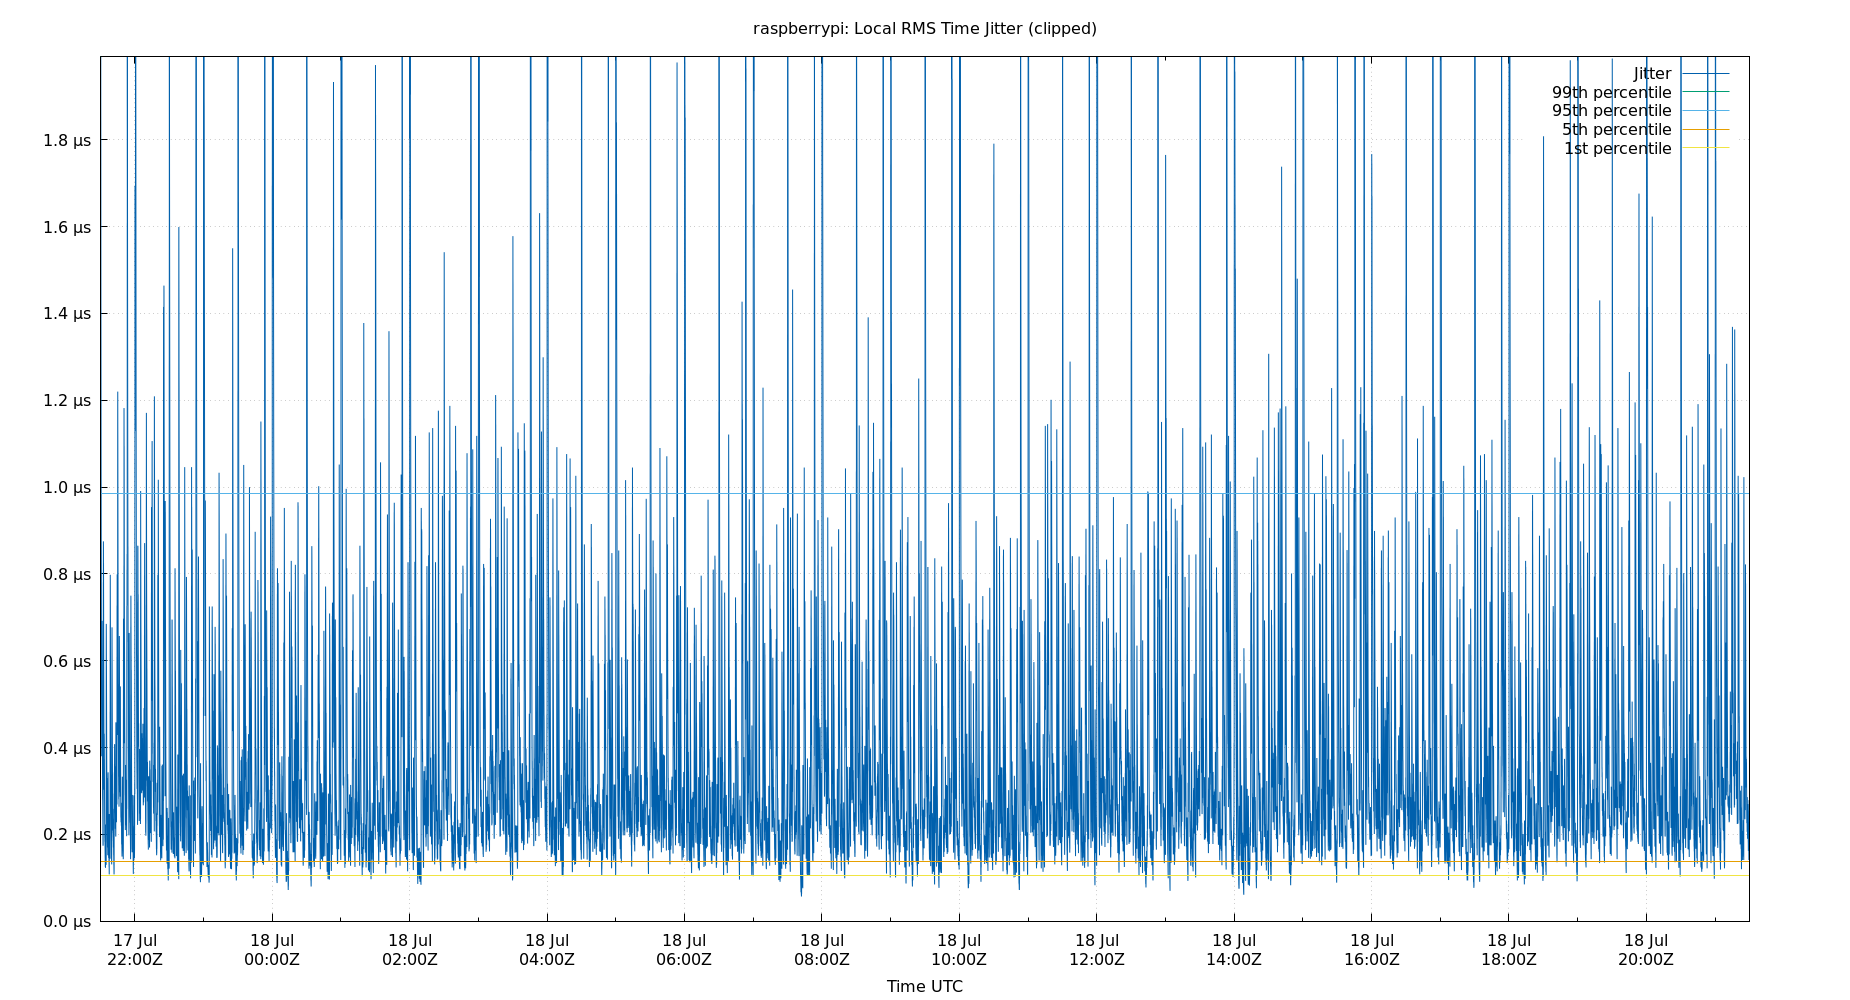 raspberrypi: Local RMS Time Jitter (clipped)
Jitter
99th percentile
95th percentile
5th percentile
1st percentile
1.8 µs
1.6 µs
1.4 µs
1.2 µs
1.0 µs
0.8 µs
0.6 µs
0.4 µs
0.2 µs
0.0 µs
17 Jul 18 Jul 18 Jul 18 Jul 18 Jul 18 Jul 18 Jul 18 Jul 18 Jul 18 Jul 18 Jul 18 Jul
22:00Z 00:00Z 02:00Z 04:00Z 06:00Z 08:00Z 10:00Z 12:00Z 14:00Z 16:00Z 18:00Z 20:00Z
Time UTC